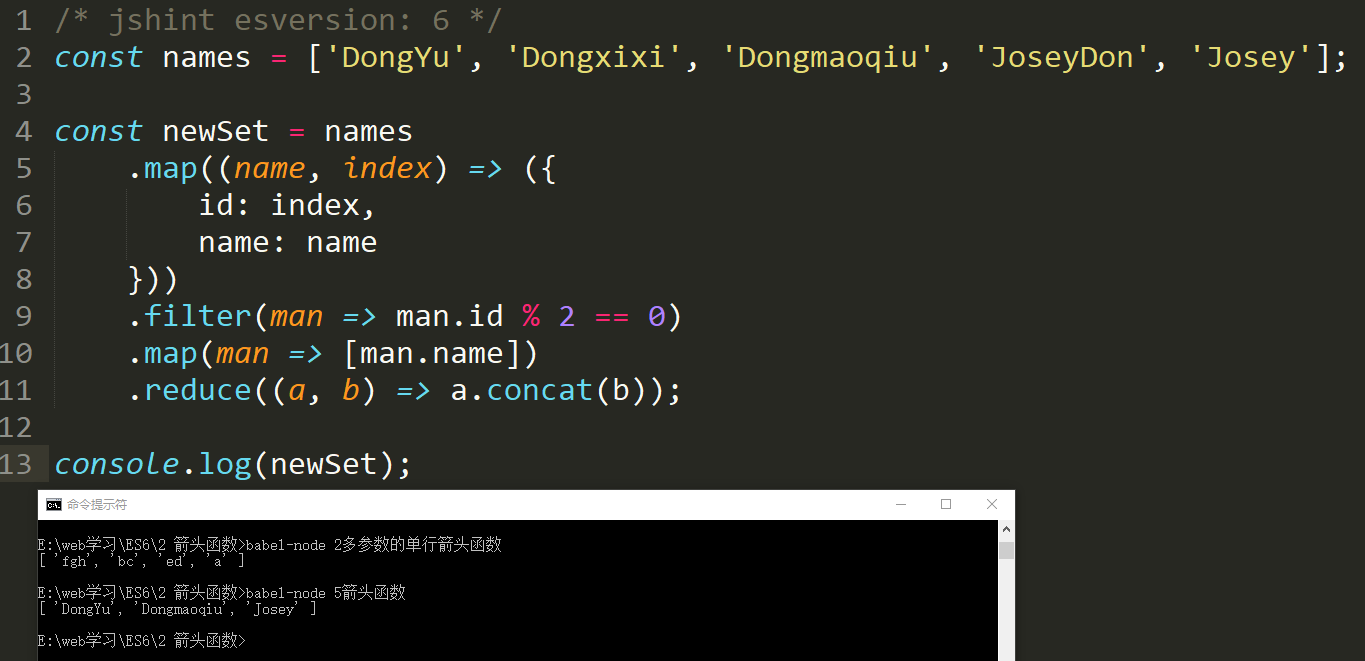 1 /* jshint esversion: 6 */
2 const names = ['DongYu', 'Dongxixi', 'Dongmaoqiu', 'JoseyDon', 'Josey'];
3
4 const newSet = names
5     .map((name, index) => ({
6         id: index,
7         name: name
8     }))
9     .filter(man => man.id % 2 == 0)
10     .map(man => [man.name])
11     .reduce((a, b) => a.concat(b));
12
13 console.log(newSet);
命令提示符
E:\web学习\ES6\2 箭头函数>babel-node 2多参数的单行箭头函数
[ 'fgh', 'bc', 'ed', 'a' ]
E:\web学习\ES6\2 箭头函数>babel-node 5箭头函数
[ 'DongYu', 'Dongmaoqiu', 'Josey' ]
E:\web学习\ES6\2 箭头函数>